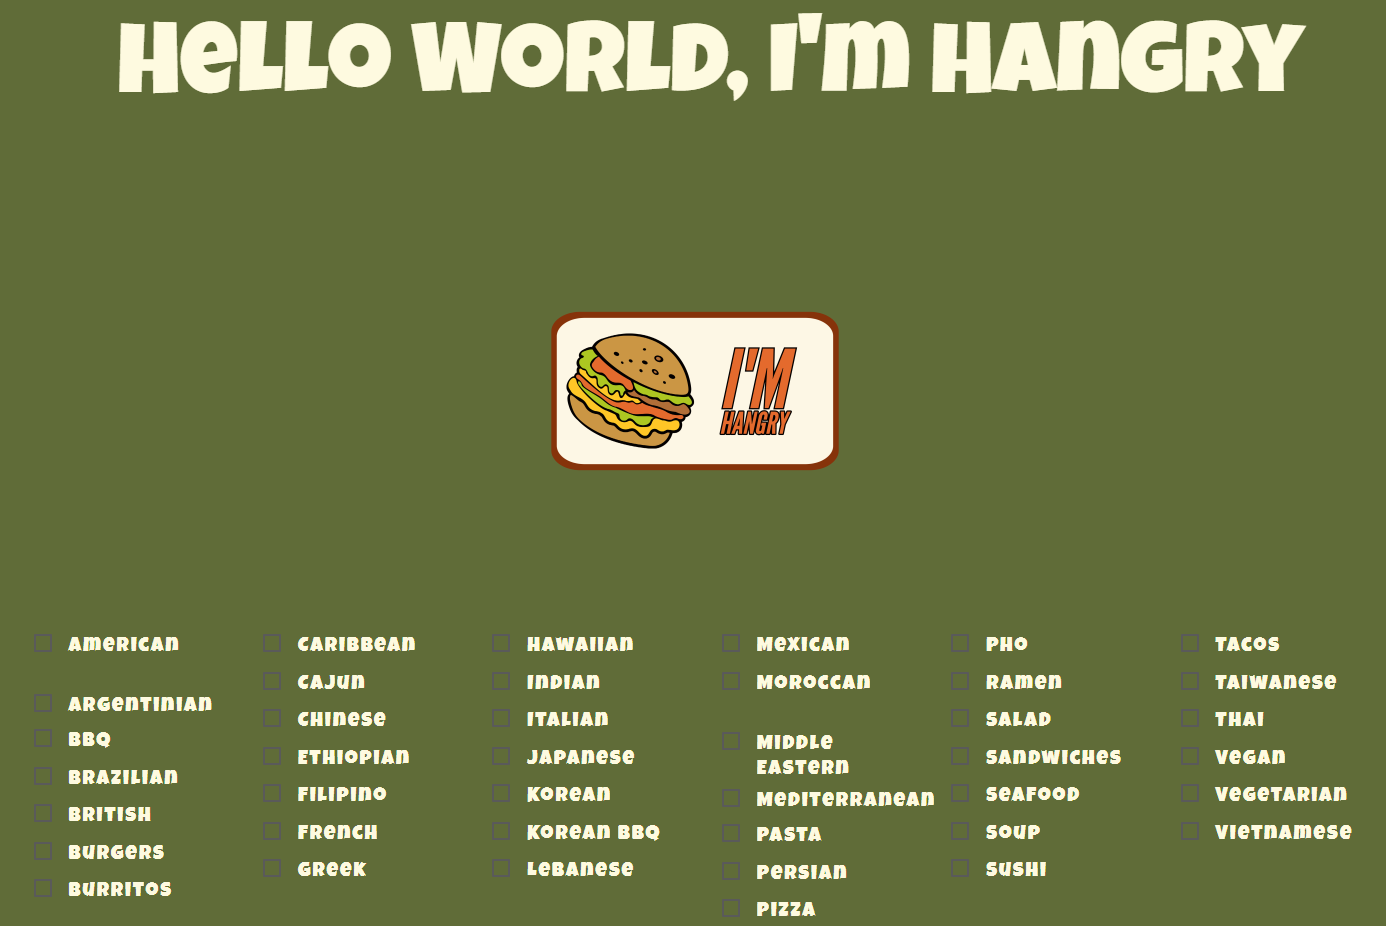 Hello World, I'm Hangry
I'M
HANGRY
American
Argentinian
BBQ
Brazilian
British
Burgers
Burritos
Caribbean
Cajun
Chinese
Ethiopian
Filipino
French
Greek
Hawaiian
Indian
Italian
Japanese
Korean
Korean BBQ
Lebanese
Mexican
Moroccan
Middle
Eastern
Mediterranean
Pasta
Persian
Pizza
Pho
Ramen
Salad
Sandwiches
Seafood
Soup
Sushi
Tacos
Taiwanese
Thai
Vegan
Vegetarian
Vietnamese